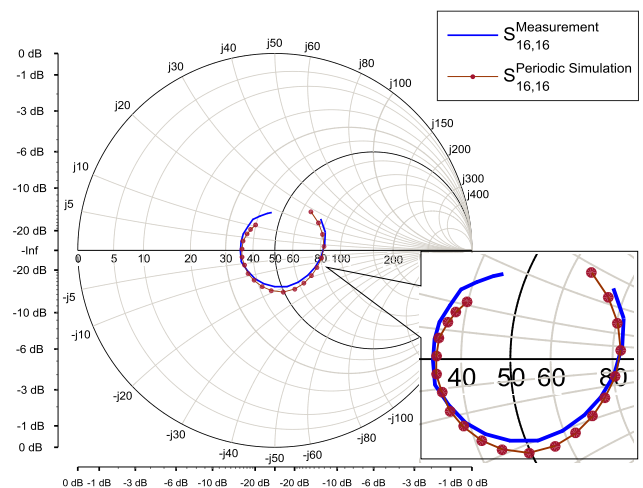 S Measurement 16,16
S Periodic Simulation 16,16
0 dB
-1 dB
-3 dB
-6 dB
-10 dB
-20 dB
-Inf
-20 dB
-10 dB
-6 dB
-3 dB
-1 dB
0 dB
j5
j10
j20
j30
j40
j50
j60
j80
j100
j150
j200
j300
j400
0 5 10 20 30 40 50 60 80 100 200
-j5
-j10
-j20
-j30
-j40
-j50
-j60
-j80
-j100
40 50 60 80
0 dB -1 dB -3 dB -6 dB -10 dB -20 dB -20 dB -10 dB -6 dB -3 dB -1 dB 0 dB